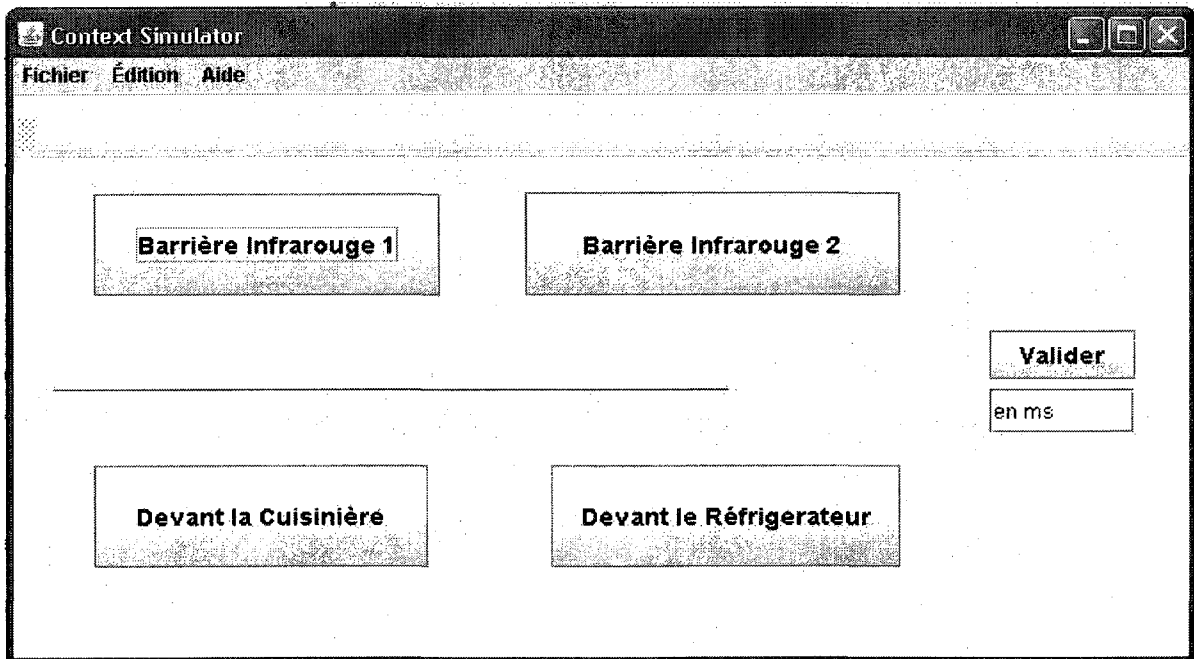 Context Simulator
Fichier Édition Aide
Barrière Infrarouge 1
Barrière Infrarouge 2
Valider
en ms
Devant la Cuisinière
Devant le Réfrigerateur